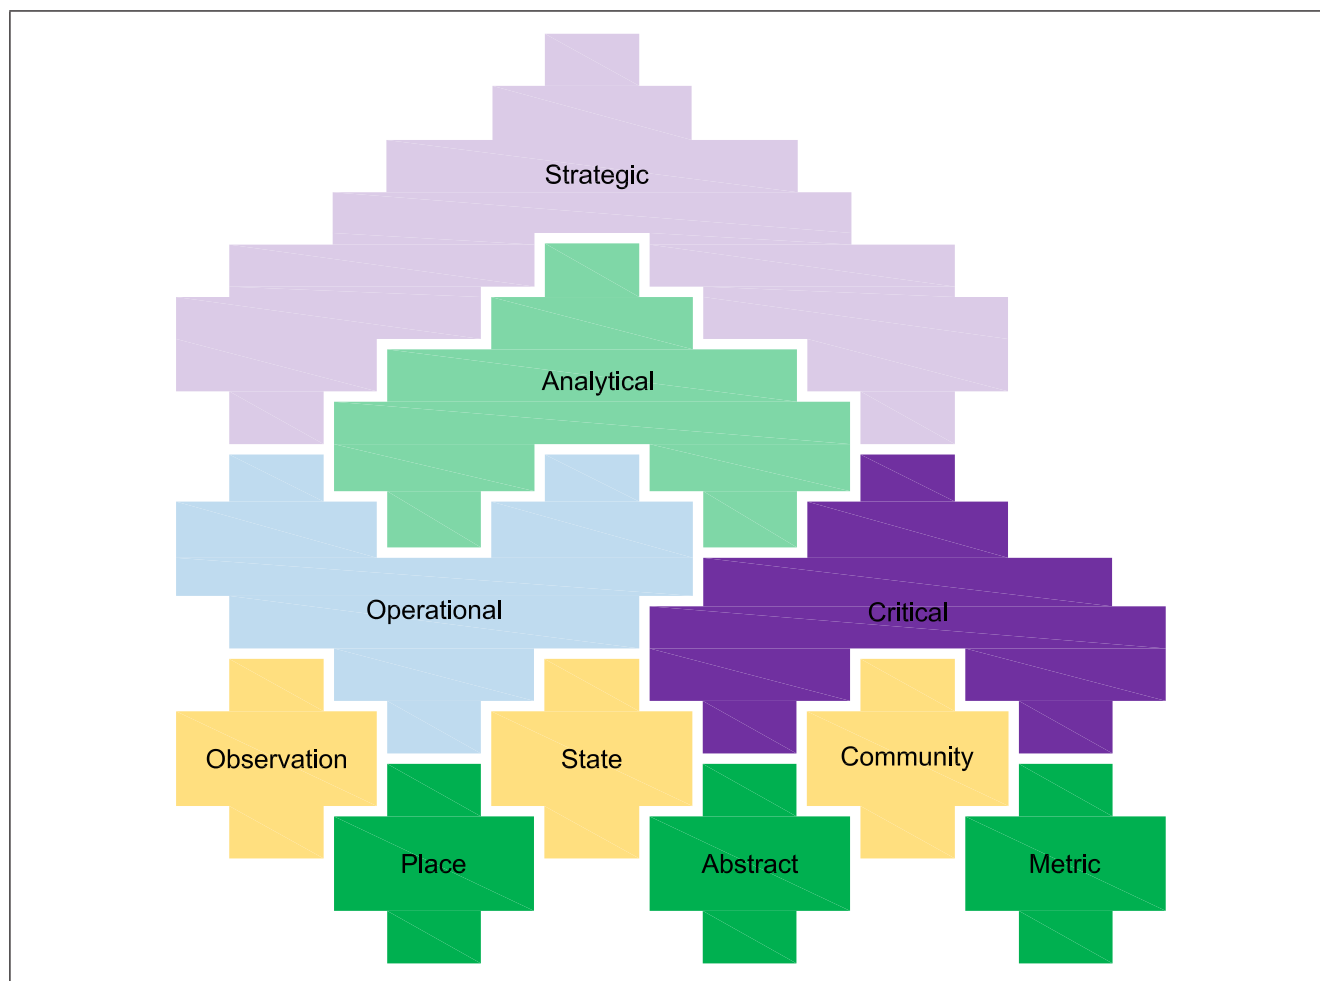 Strategic
Analytical
Operational
Critical
Observation
State
Community
Place
Abstract
Metric